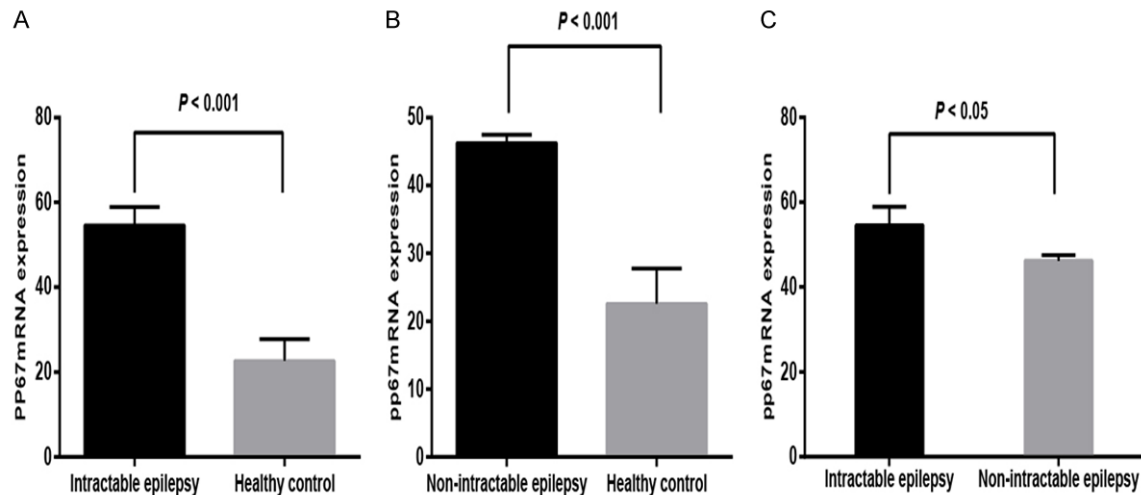 A
P < 0.001
PP67mRNA expression
80
60
40
20
0
Intractable epilepsy
Healthy control
B
P < 0.001
pp67mRNA expression
50
40
30
20
10
0
Non-intractable epilepsy
Healthy control
C
P < 0.05
pp67mRNA expression
80
60
40
20
0
Intractable epilepsy
Non-intractable epilepsy